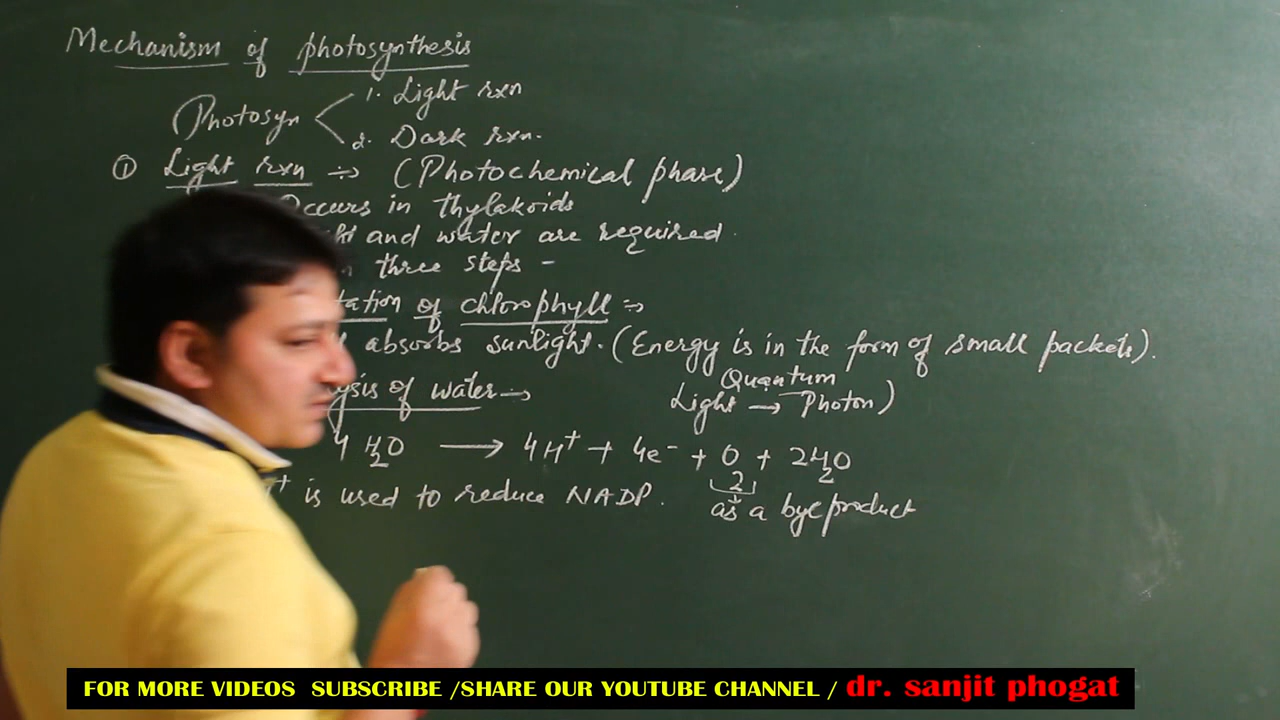 Mechanism of photosynthesis
Photosyn
1. Light rxn
2. Dark rxn.
① Light rxn :-> (Photochemical phase)
Occurs in thylakoids
and water are required.
three steps -
of chlorophyll :->
absorbs sunlight. (Energy is in the form of small packets).
Quantum
Light → Photon)
of water :->
4H2O → 4H+ + 4e- + O2 + 2H2O
+ is used to reduce NADP.
as a byeproduct
FOR MORE VIDEOS SUBSCRIBE /SHARE OUR YOUTUBE CHANNEL / dr. sanjit phogat